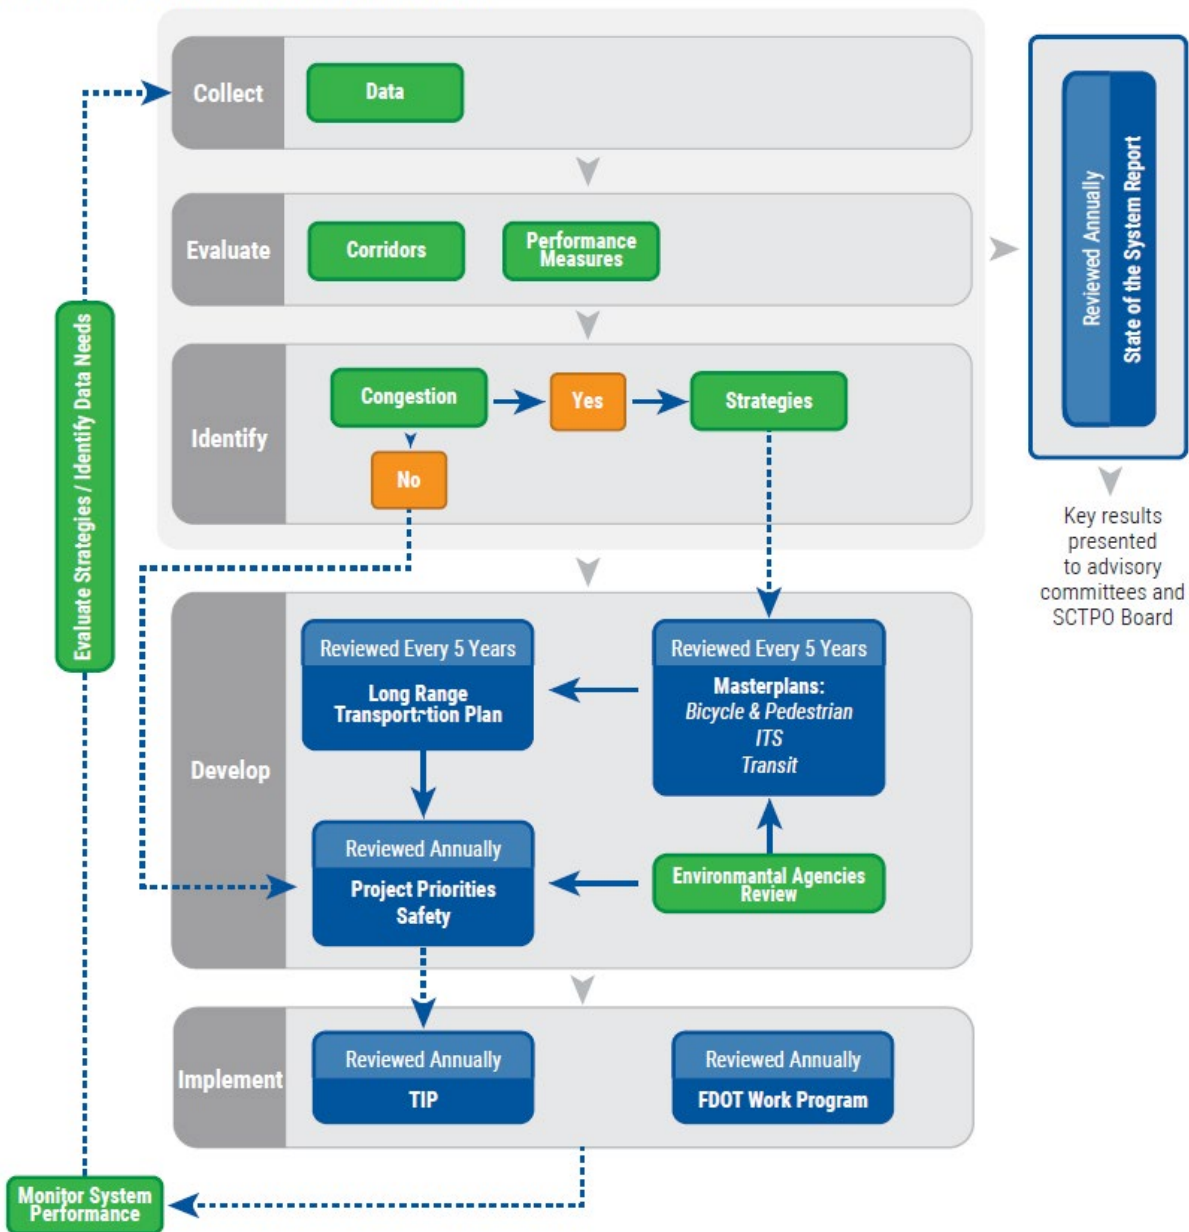 Collect
Data
Evaluate
Corridors
Performance
Measures
Identify
Congestion
Yes
Strategies
No
Reviewed Annually
State of the System Report
Key results
presented
to advisory
committees and
SCTPO Board
Evaluate Strategies / Identify Data Needs
Develop
Reviewed Every 5 Years
Long Range
Transportation Plan
Reviewed Every 5 Years
Masterplans:
Bicycle & Pedestrian
ITS
Transit
Reviewed Annually
Project Priorities
Safety
Environmantal Agencies
Review
Implement
Reviewed Annually
TIP
Reviewed Annually
FDOT Work Program
Monitor System
Performance